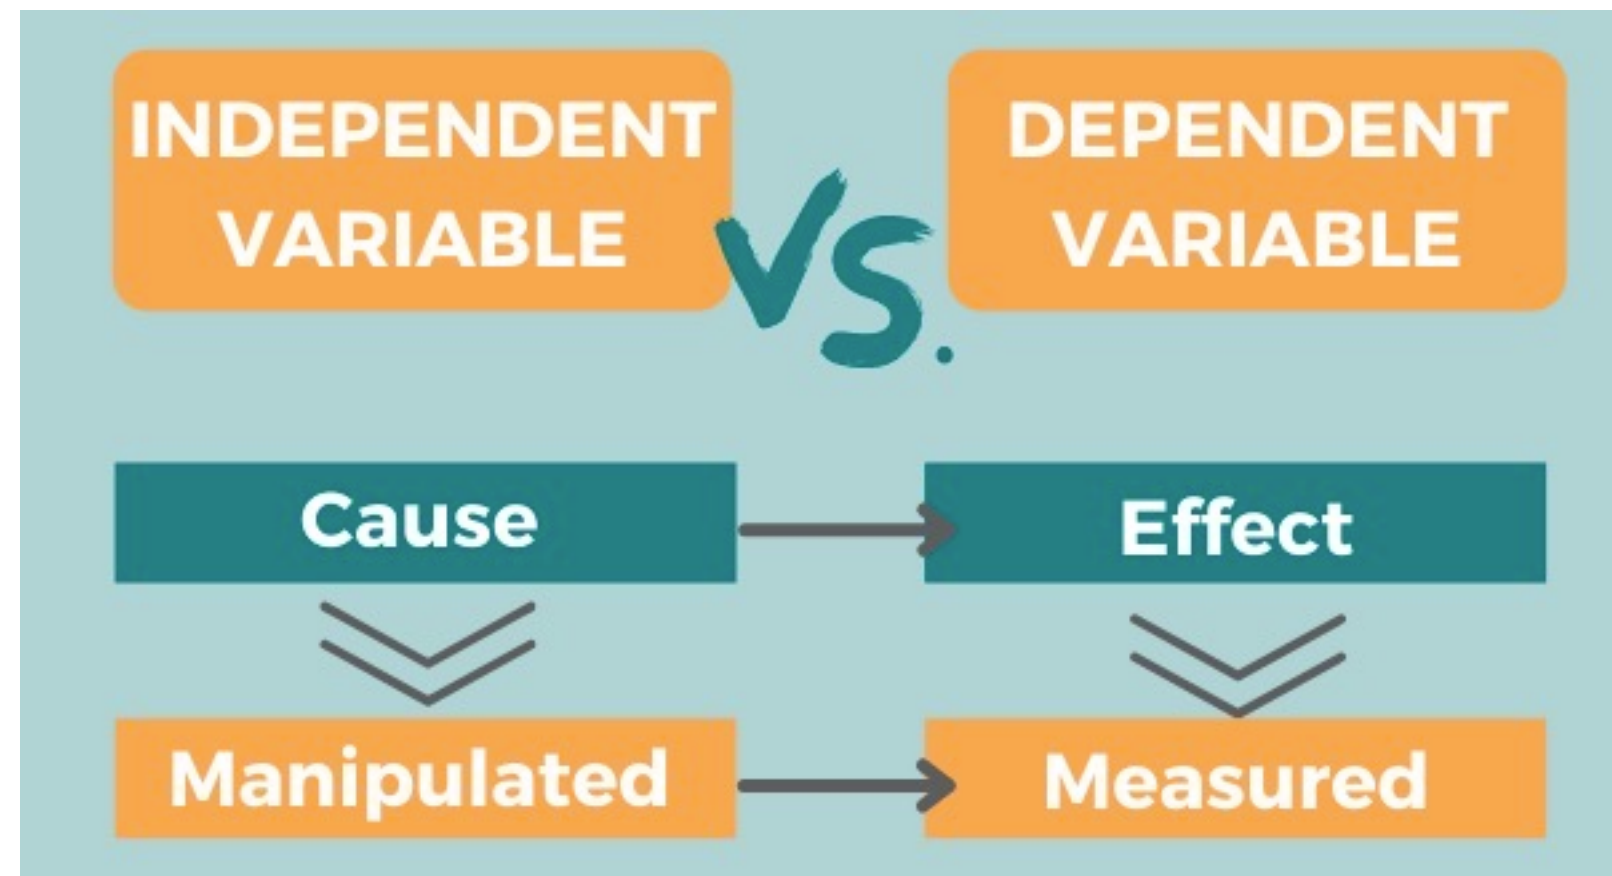 INDEPENDENT
VARIABLE
VS.
DEPENDENT
VARIABLE
Cause
Effect
Manipulated
Measured